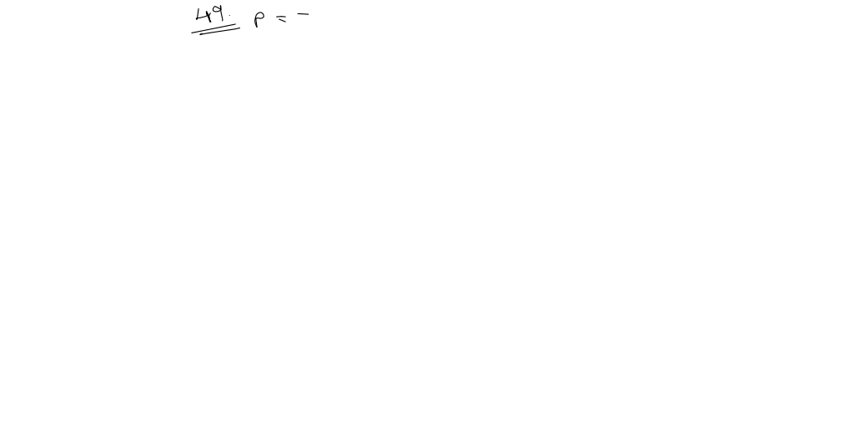 49. P = -